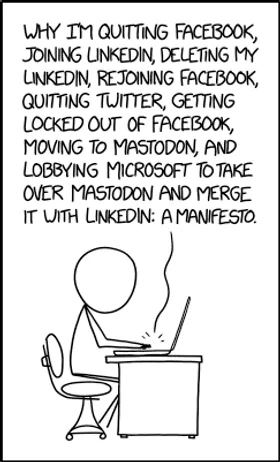 WHY I'M QUITTING FACEBOOK,
JOINING LINKEDIN, DELETING MY
LINKEDIN, REJOINING FACEBOOK,
QUITTING TWITTER, GETTING
LOCKED OUT OF FACEBOOK,
MOVING TO MASTODON, AND
LOBBYING MICROSOFT TO TAKE
OVER MASTODON AND MERGE
IT WITH LINKEDIN: A MANIFESTO.